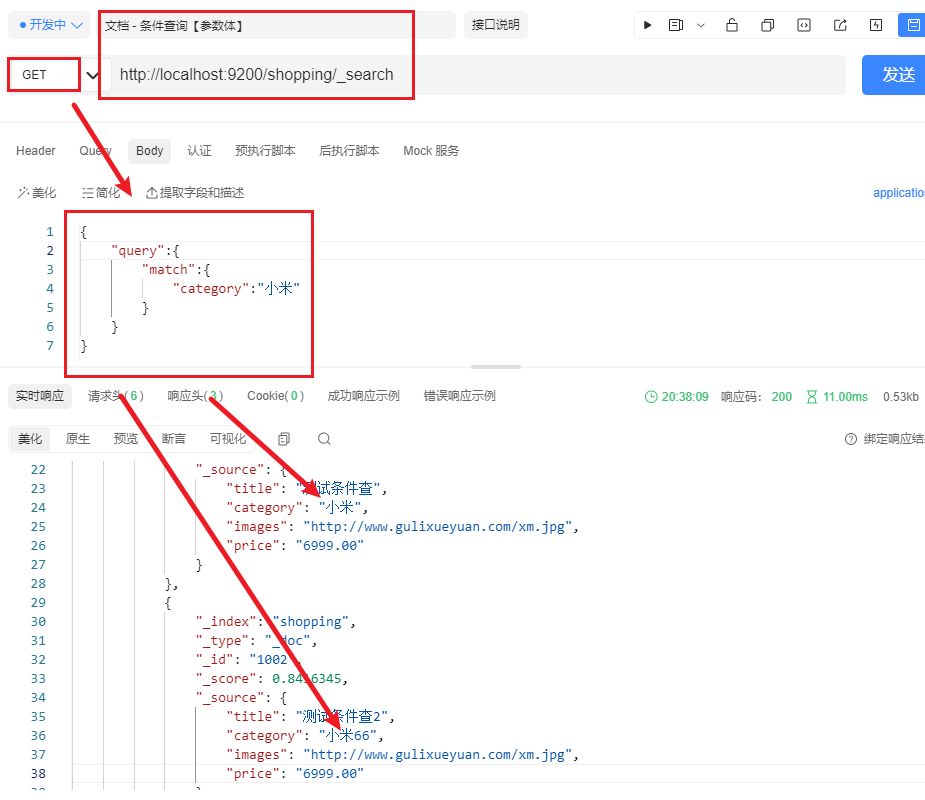 开发中
文档 - 条件查询【参数体】
接口说明
GET
http://localhost:9200/shopping/_search
发送
Header Query Body 认证 预执行脚本 后执行脚本 Mock 服务
美化 简化 提取字段和描述
applicatio
1 {
2 "query":{
3 "match":{
4 "category":"小米"
5 }
6 }
7 }
实时响应 请求头(6) 响应头(3) Cookie(0) 成功响应示例 错误响应示例 20:38:09 响应码: 200 11.00ms 0.53kb
美化 原生 预览 断言 可视化 绑定响应结
22 "_source": {
23 "title": "测试条件查",
24 "category": "小米",
25 "images": "http://www.gulixueyuan.com/xm.jpg",
26 "price": "6999.00"
27 }
28 },
29 {
30 "_index": "shopping",
31 "_type": "_doc",
32 "_id": "1002",
33 "_score": 0.8416345,
34 "_source": {
35 "title": "测试条件查2",
36 "category": "小米66",
37 "images": "http://www.gulixueyuan.com/xm.jpg",
38 "price": "6999.00"